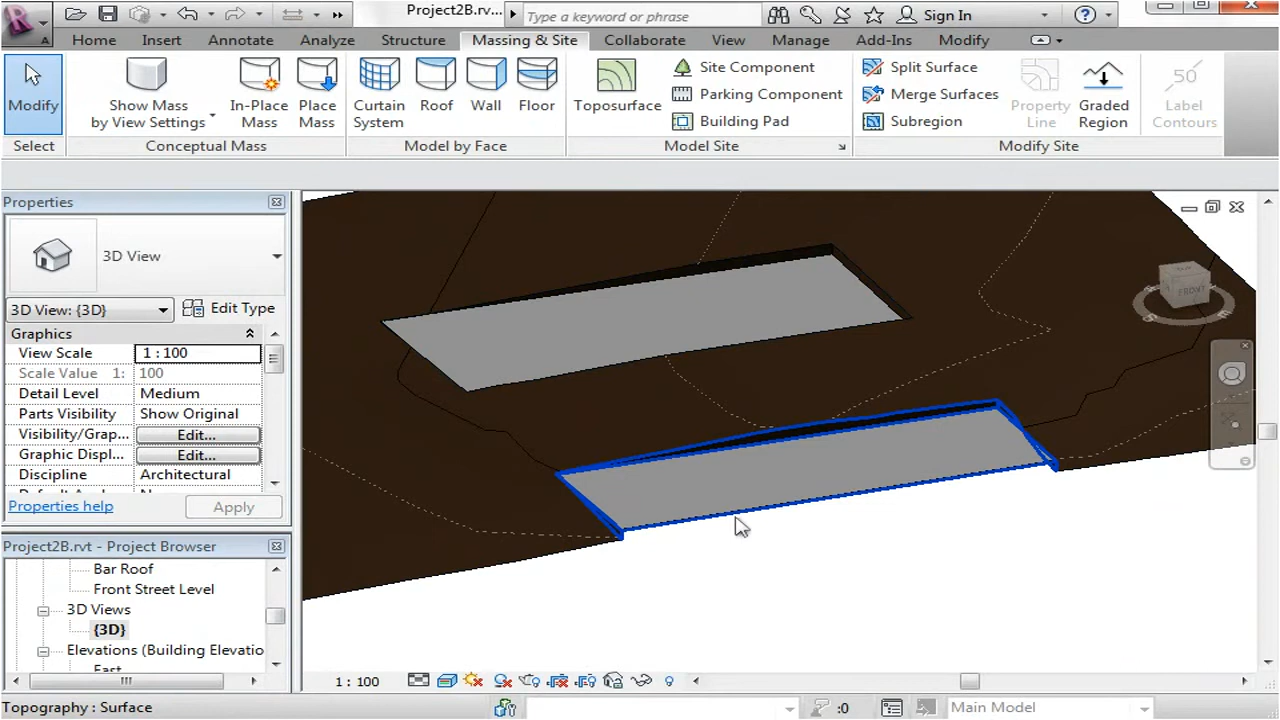 Project2B.rv...
Type a keyword or phrase
Sign In
Home Insert Annotate Analyze Structure Massing & Site Collaborate View Manage Add-Ins Modify
Modify
Show Mass
by View Settings
In-Place
Mass
Place
Mass
Curtain
System
Roof
Wall
Floor
Toposurface
Site Component
Parking Component
Building Pad
Split Surface
Merge Surfaces
Subregion
Property
Line
Graded
Region
50
Label
Contours
Select
Conceptual Mass
Model by Face
Model Site
Modify Site
Properties
3D View
3D View: {3D}
Edit Type
Graphics
View Scale 1 : 100
Scale Value 1: 100
Detail Level Medium
Parts Visibility Show Original
Visibility/Grap... Edit...
Graphic Displ... Edit...
Discipline Architectural
Properties help
Apply
Project2B.rvt - Project Browser
Bar Roof
Front Street Level
3D Views
{3D}
Elevations (Building Elevatio
East
FRONT
1 : 100
Topography : Surface
:0
Main Model